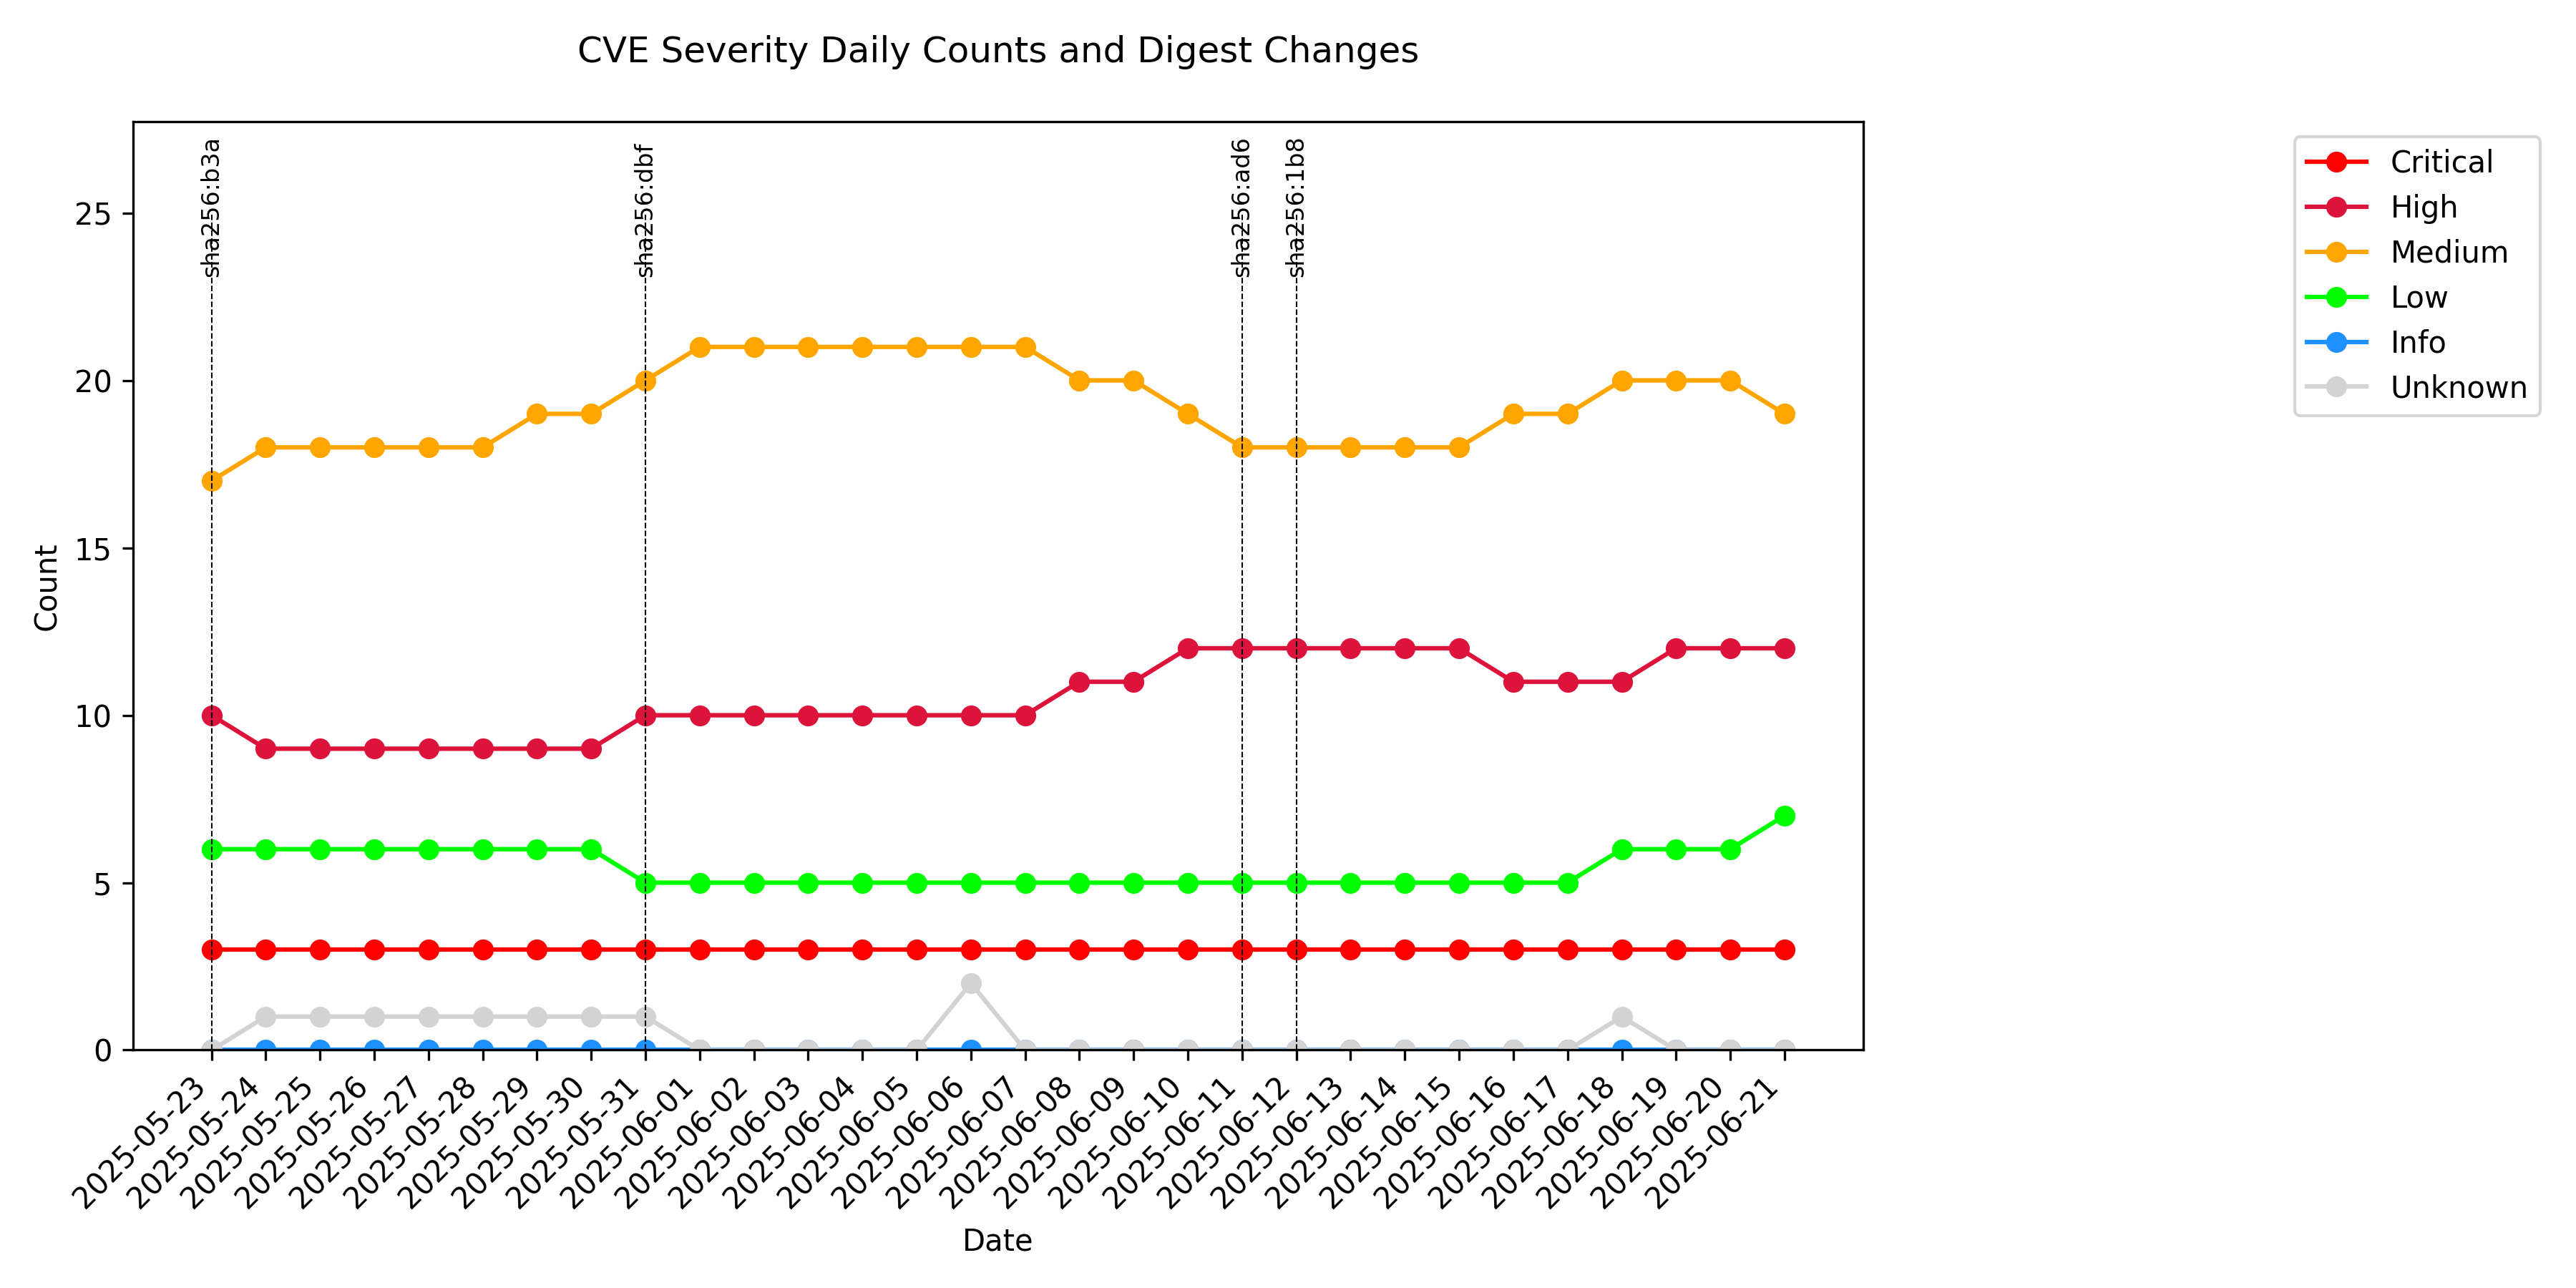 CVE Severity Daily Counts and Digest Changes
sha256:b3a
sha256:dbf
sha256:ad6
sha256:1b8
Critical
High
Medium
Low
Info
Unknown
25
20
15
10
5
0
Count
2025-05-23
2025-05-24
2025-05-25
2025-05-26
2025-05-27
2025-05-28
2025-05-29
2025-05-30
2025-05-31
2025-06-01
2025-06-02
2025-06-03
2025-06-04
2025-06-05
2025-06-06
2025-06-07
2025-06-08
2025-06-09
2025-06-10
2025-06-11
2025-06-12
2025-06-13
2025-06-14
2025-06-15
2025-06-16
2025-06-17
2025-06-18
2025-06-19
2025-06-20
2025-06-21
Date